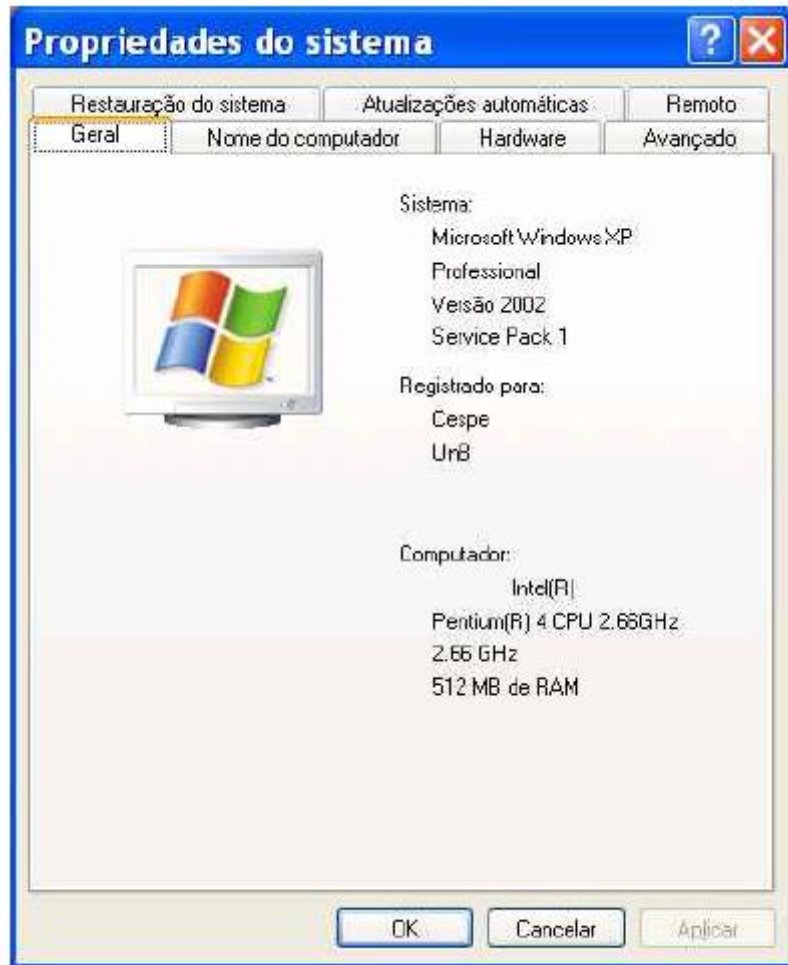 Propriedades do sistema
Restauração do sistema Atualizações automáticas Remoto
Geral Nome do computador Hardware Avançado
Sistema:
Microsoft Windows XP
Professional
Versão 2002
Service Pack 1
Registrado para:
Cespe
UnB
Computador:
Intel(R)
Pentium(R) 4 CPU 2.66GHz
2.66 GHz
512 MB de RAM
OK Cancelar Aplicar